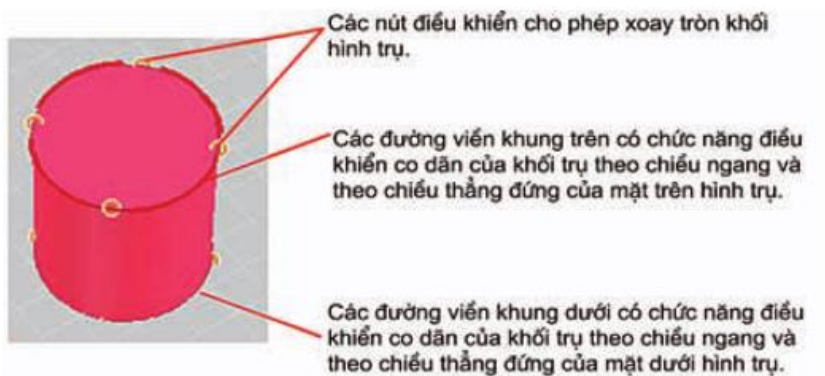 Các nút điều khiển cho phép xoay tròn khối
hình trụ.
Các đường viền khung trên có chức năng điều
khiển co dãn của khối trụ theo chiều ngang và
theo chiều thẳng đứng của mặt trên hình trụ.
Các đường viền khung dưới có chức năng điều
khiển co dãn của khối trụ theo chiều ngang và
theo chiều thẳng đứng của mặt dưới hình trụ.